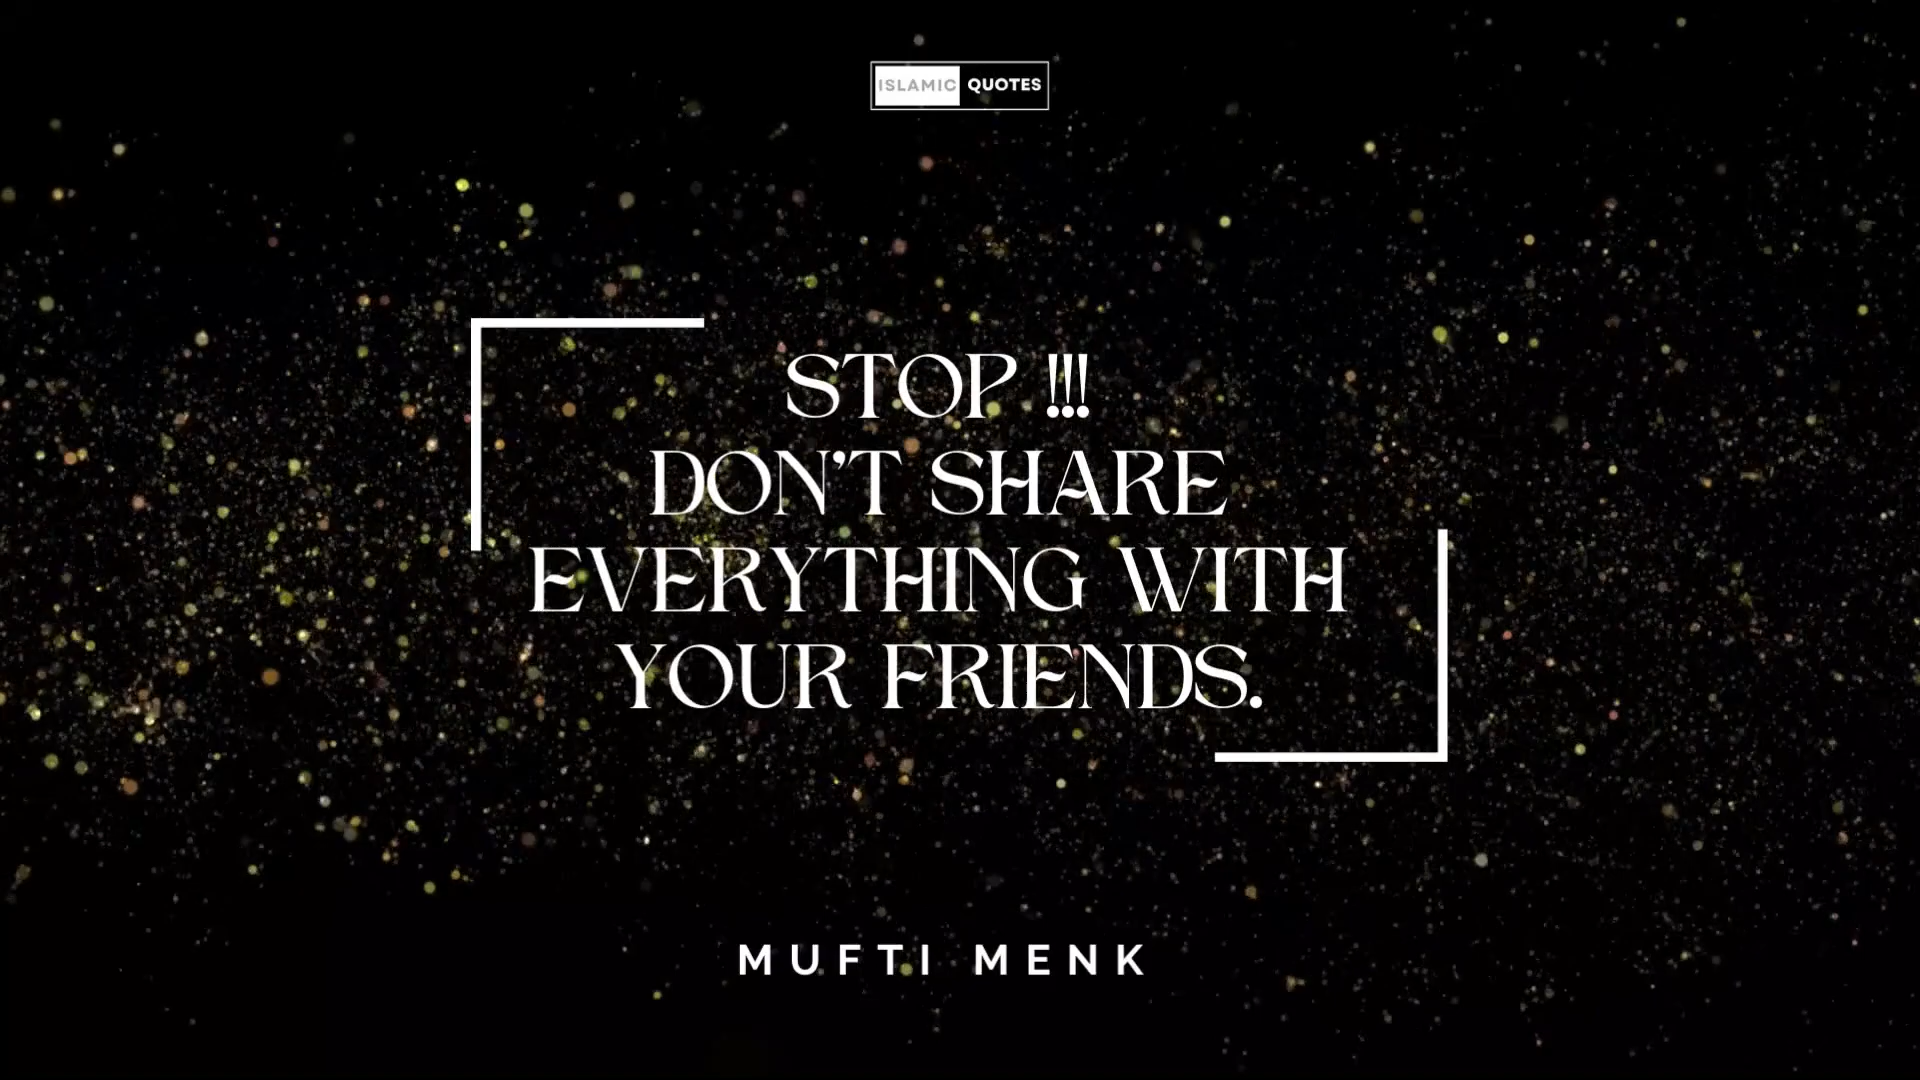 ISLAMIC QUOTES
STOP !!!
DON'T SHARE
EVERYTHING WITH
YOUR FRIENDS.
MUFTI MENK